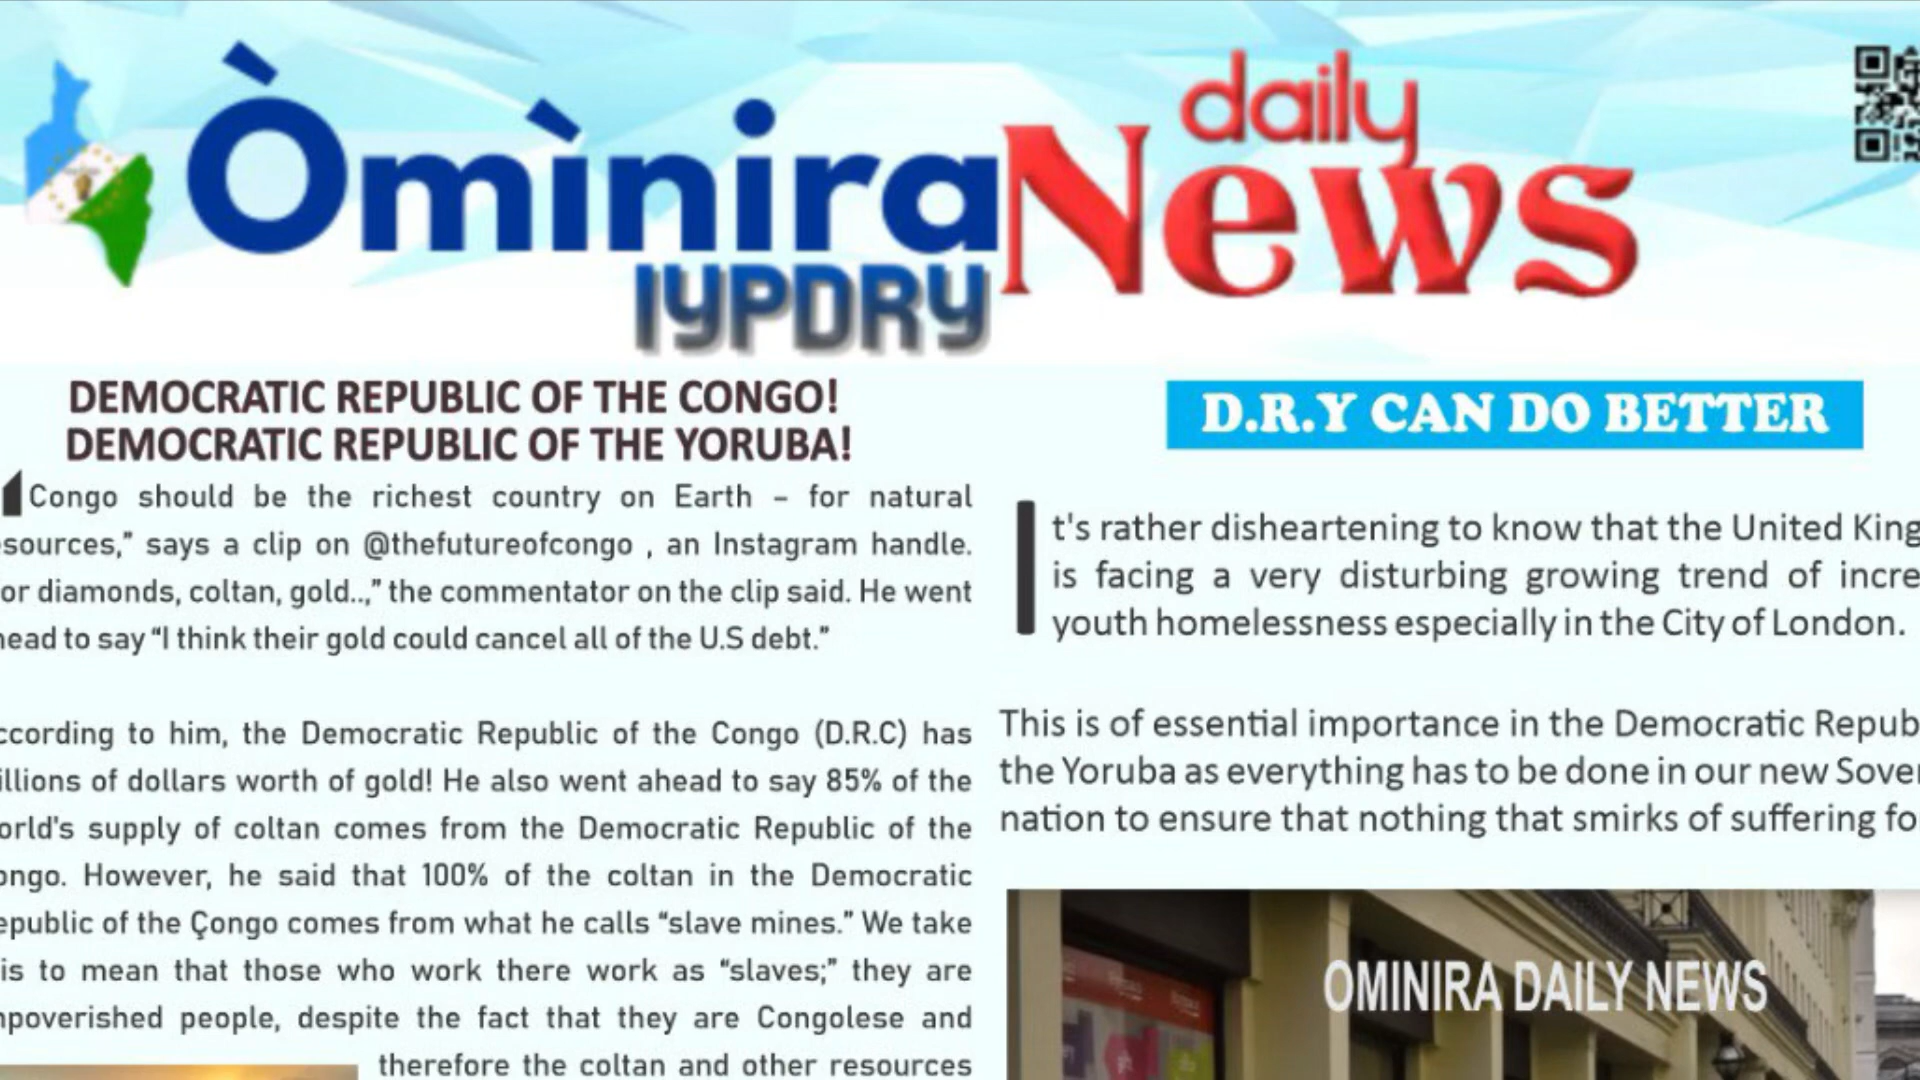 Òmìnira daily News
IYPDRY
DEMOCRATIC REPUBLIC OF THE CONGO!
DEMOCRATIC REPUBLIC OF THE YORUBA!
Congo should be the richest country on Earth – for natural
sources,” says a clip on @thefutureofcongo , an Instagram handle.
or diamonds, coltan, gold..,” the commentator on the clip said. He went
ead to say “I think their gold could cancel all of the U.S debt.”
ccording to him, the Democratic Republic of the Congo (D.R.C) has
illions of dollars worth of gold! He also went ahead to say 85% of the
orld's supply of coltan comes from the Democratic Republic of the
ongo. However, he said that 100% of the coltan in the Democratic
epublic of the Çongo comes from what he calls “slave mines.” We take
is to mean that those who work there work as “slaves;” they are
poverished people, despite the fact that they are Congolese and
therefore the coltan and other resources
D.R.Y CAN DO BETTER
It's rather disheartening to know that the United King
is facing a very disturbing growing trend of incre
youth homelessness especially in the City of London.
This is of essential importance in the Democratic Repub
the Yoruba as everything has to be done in our new Sover
nation to ensure that nothing that smirks of suffering fo
OMINIRA DAILY NEWS